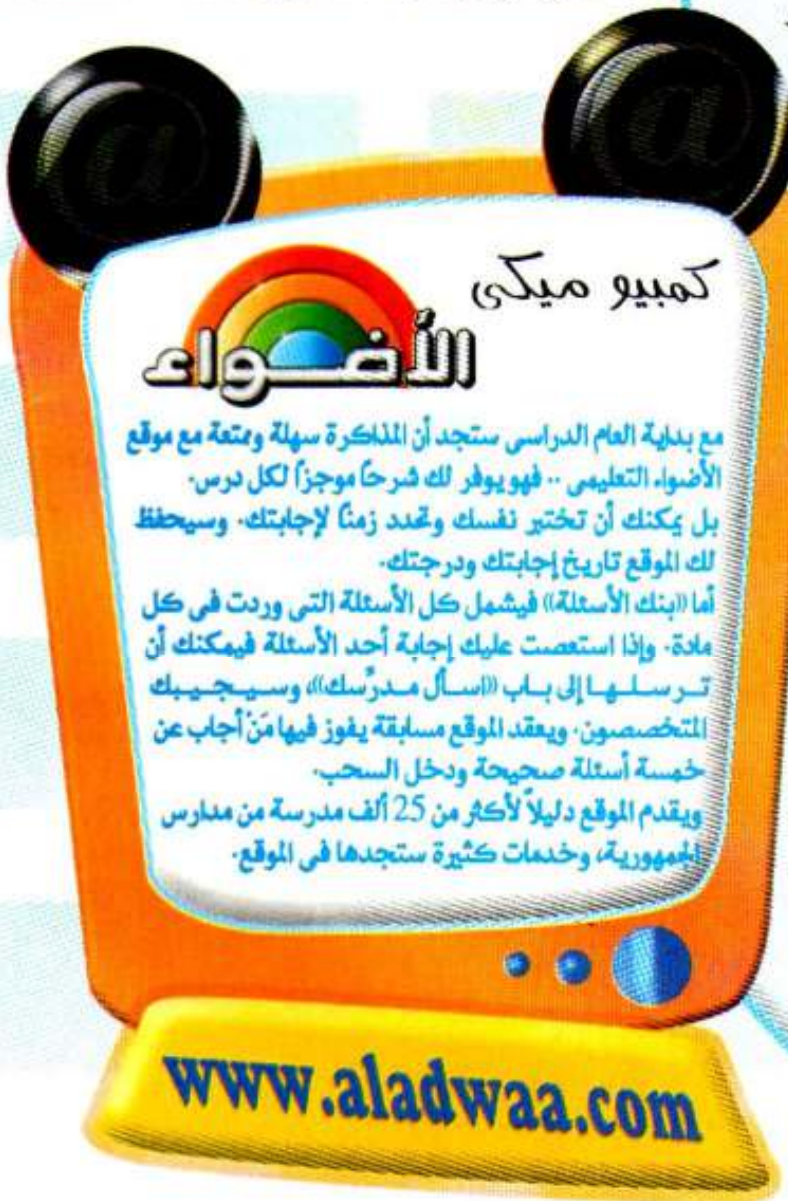 كمبيو ميكى
الأضواء
مع بداية العام الدراسى ستجد أن المذاكرة سهلة وممتعة مع موقع
الأضواء التعليمى .. فهو يوفر لك شرحاً موجزاً لكل درس.
بل يمكنك أن تختبر نفسك وتحدد زمنًا لإجابتك. وسيحفظ
لك الموقع تاريخ إجابتك ودرجتك.
أما «بنك الأسئلة» فيشمل كل الأسئلة التى وردت فى كل
مادة. وإذا استعصت عليك إجابة أحد الأسئلة فيمكنك أن
ترسلها إلى باب «اسأل مدرِّسك»، وسيجيبك
المتخصصون. ويعقد الموقع مسابقة يفوز فيها مَنْ أجاب عن
خمسة أسئلة صحيحة ودخل السحب.
ويقدم الموقع دليلاً لأكثر من 25 ألف مدرسة من مدارس
الجمهورية، وخدمات كثيرة ستجدها فى الموقع.
www.aladwaa.com